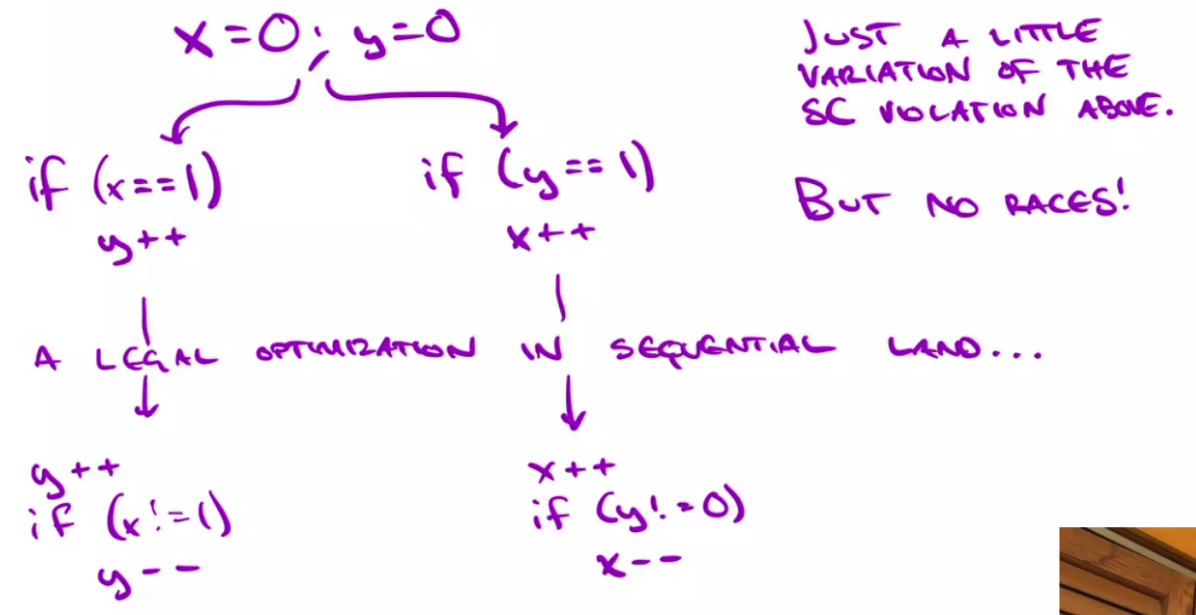 x=0; y=0
if (x==1)
y++
if (y==1)
x++
JUST A LITTLE
VARIATION OF THE
SC VIOLATION ABOVE.
BUT NO RACES!
A LEGAL OPTIMIZATION IN SEQUENTIAL LAND...
y++
if (x!=1)
y--
x++
if (y!=0)
x--